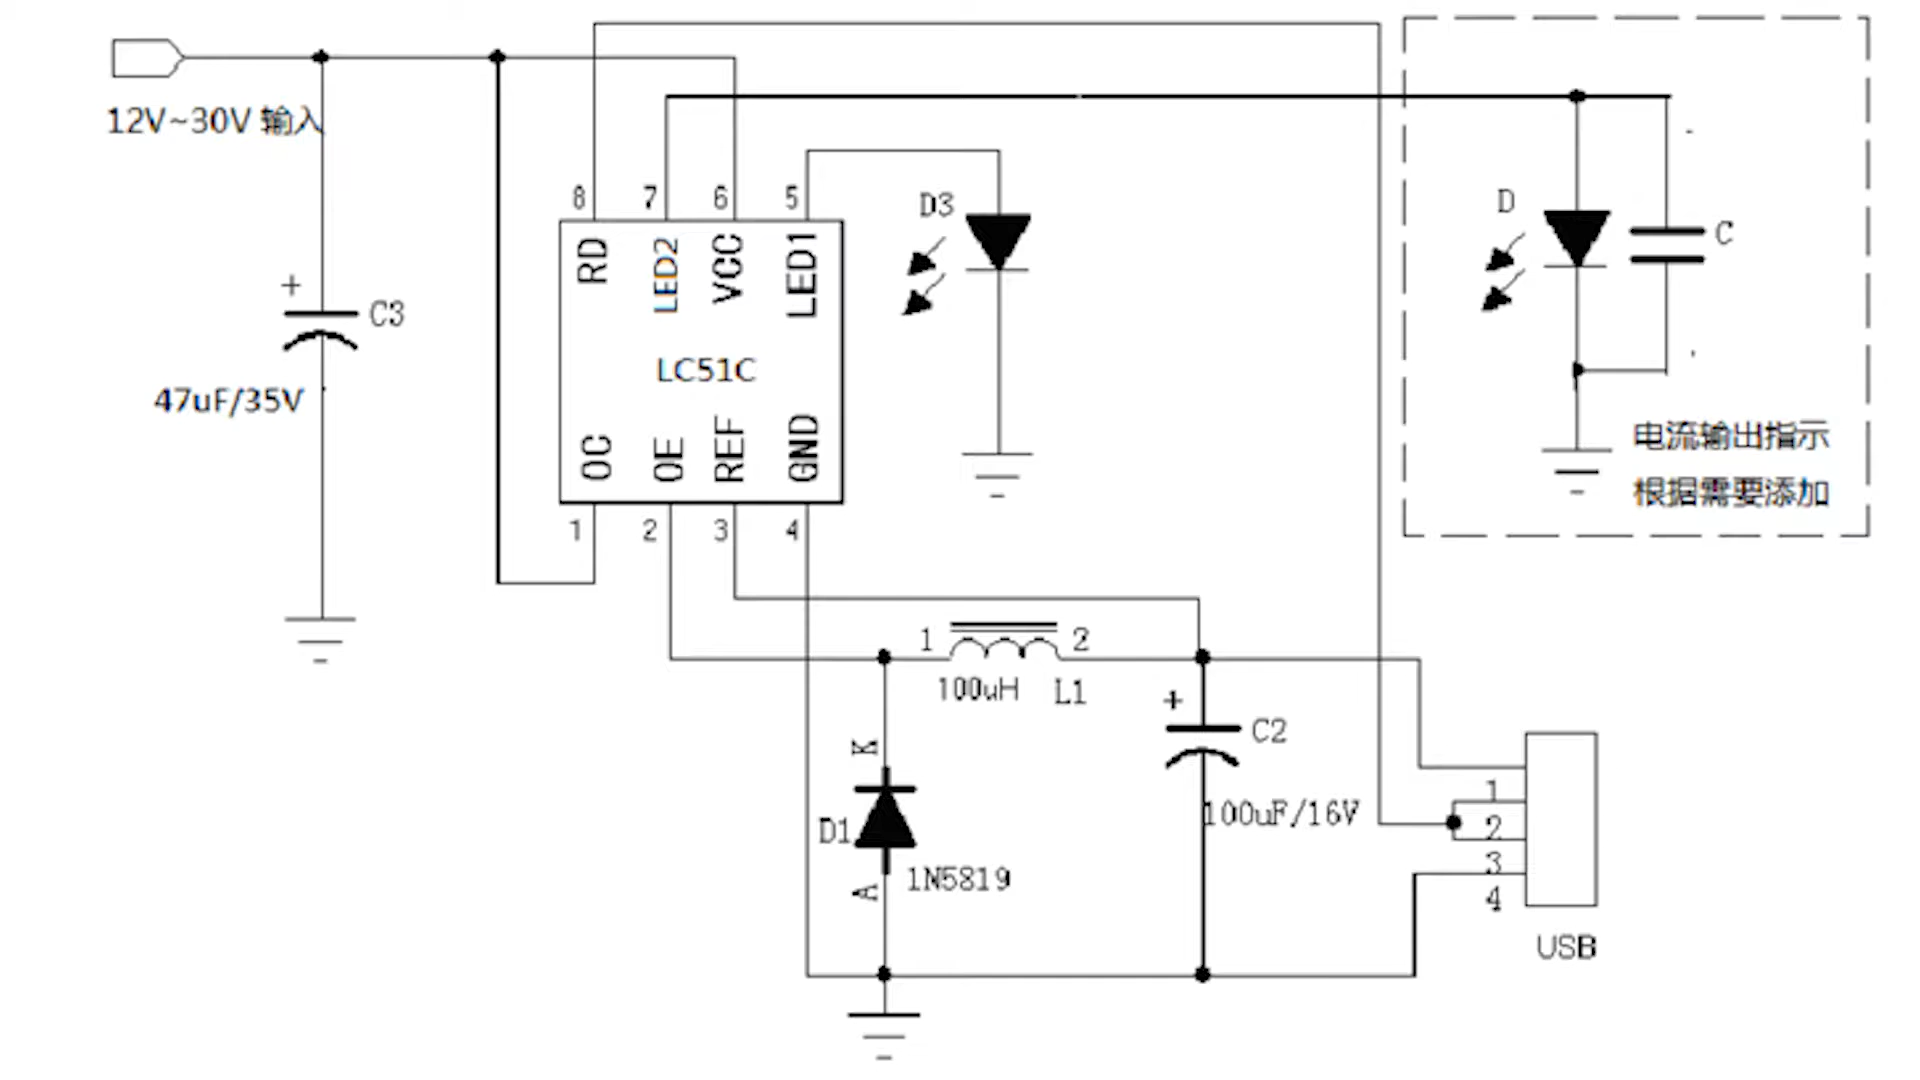 12V~30V 输入
+
C3
47uF/35V
8
7
6
5
RD
LED2
VCC
LED1
LC51C
OC
OE
REF
GND
1
2
3
4
D3
D
C
电流输出指示
根据需要添加
1
2
100uH
L1
+
C2
100uF/16V
K
D1
A
1N5819
1
2
3
4
USB